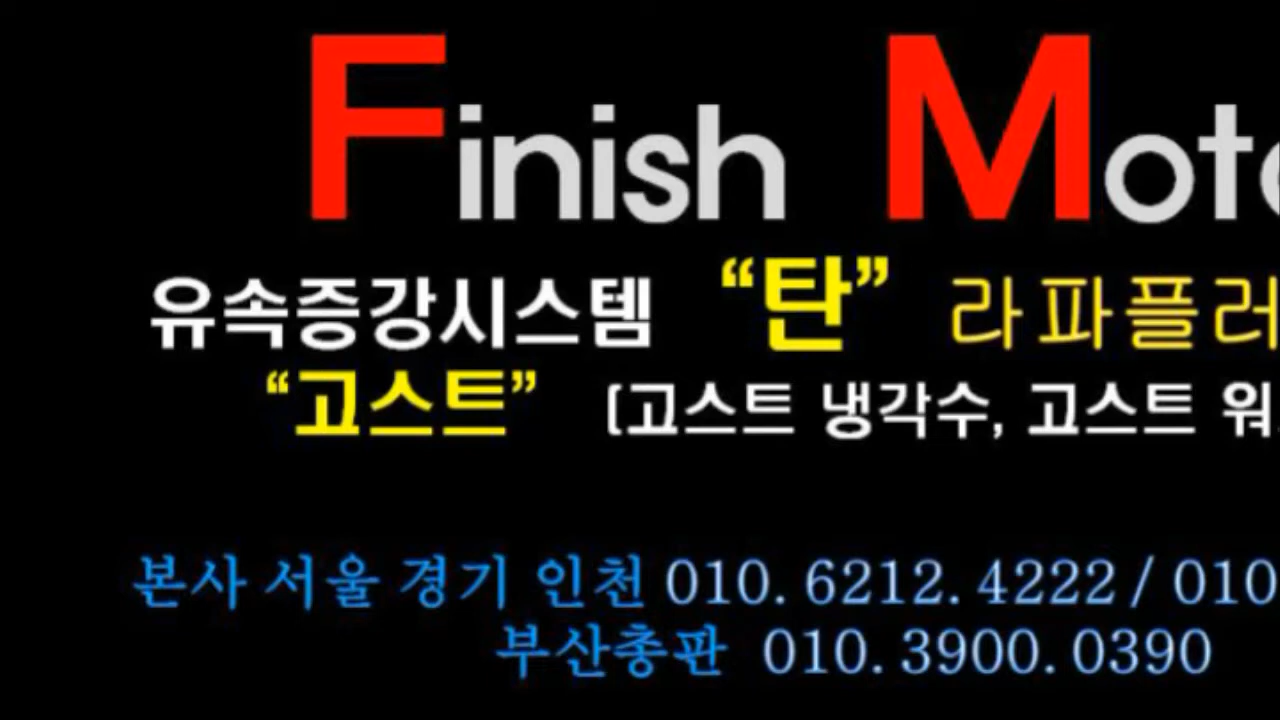 Finish Moto
유속증강시스템 “탄” 라파플러
“고스트” [고스트 냉각수, 고스트 워
본사 서울 경기 인천 010. 6212. 4222 / 010
부산총판 010. 3900. 0390